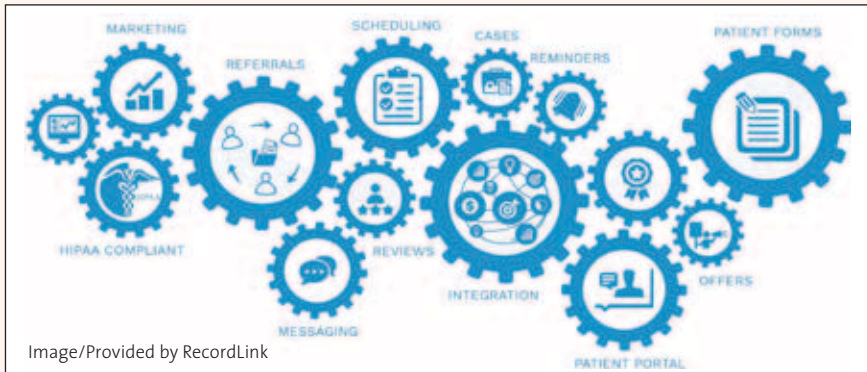 MARKETING
SCHEDULING
CASES
PATIENT FORMS
REFERRALS
REMINDERS
HIPAA COMPLIANT
REVIEWS
OFFERS
INTEGRATION
MESSAGING
PATIENT PORTAL
Image/Provided by RecordLink